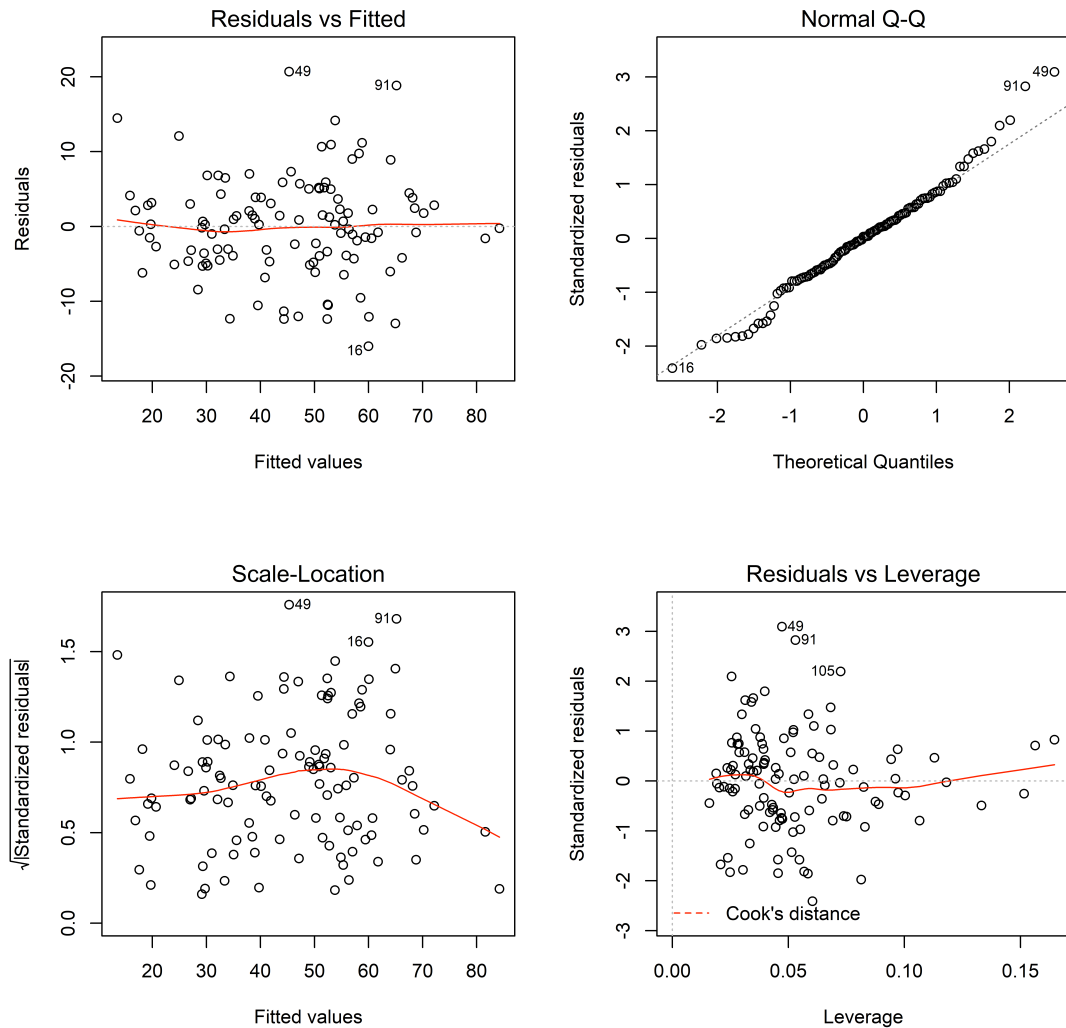 Residuals vs Fitted
Residuals
20
10
0
-10
-20
49
91
16
20 30 40 50 60 70 80
Fitted values
Normal Q-Q
Standardized residuals
3
2
1
0
-1
-2
49
91
16
-2 -1 0 1 2
Theoretical Quantiles
Scale-Location
√|Standardized residuals|
1.5
1.0
0.5
0.0
49
91
16
20 30 40 50 60 70 80
Fitted values
Residuals vs Leverage
Standardized residuals
3
2
1
0
-1
-2
-3
49
91
105
Cook's distance
0.00 0.05 0.10 0.15
Leverage